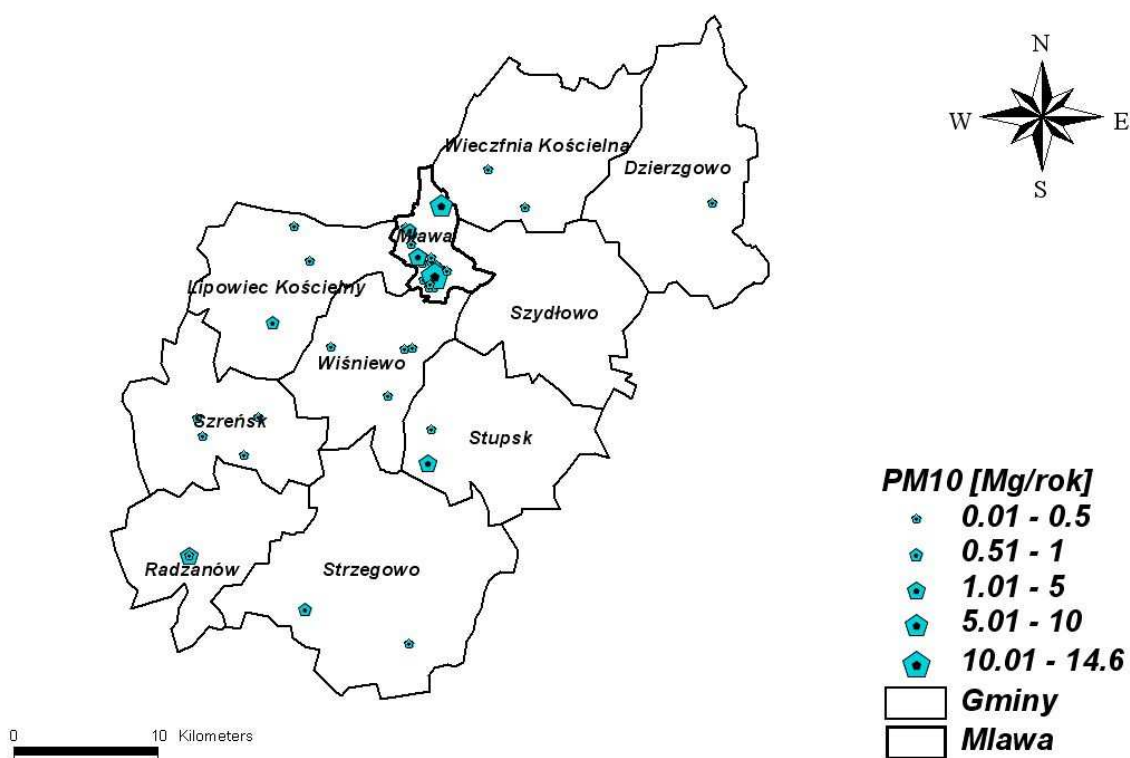 N
W E
S
Wieczfnia Kościelna
Dzierzgowo
Mława
Lipowiec Kościelny
Szydłowo
Wiśniewo
Szreńsk
Stupsk
Radzanów
Strzegowo
PM10 [Mg/rok]
0.01 - 0.5
0.51 - 1
1.01 - 5
5.01 - 10
10.01 - 14.6
Gminy
Mlawa
0 10 Kilometers